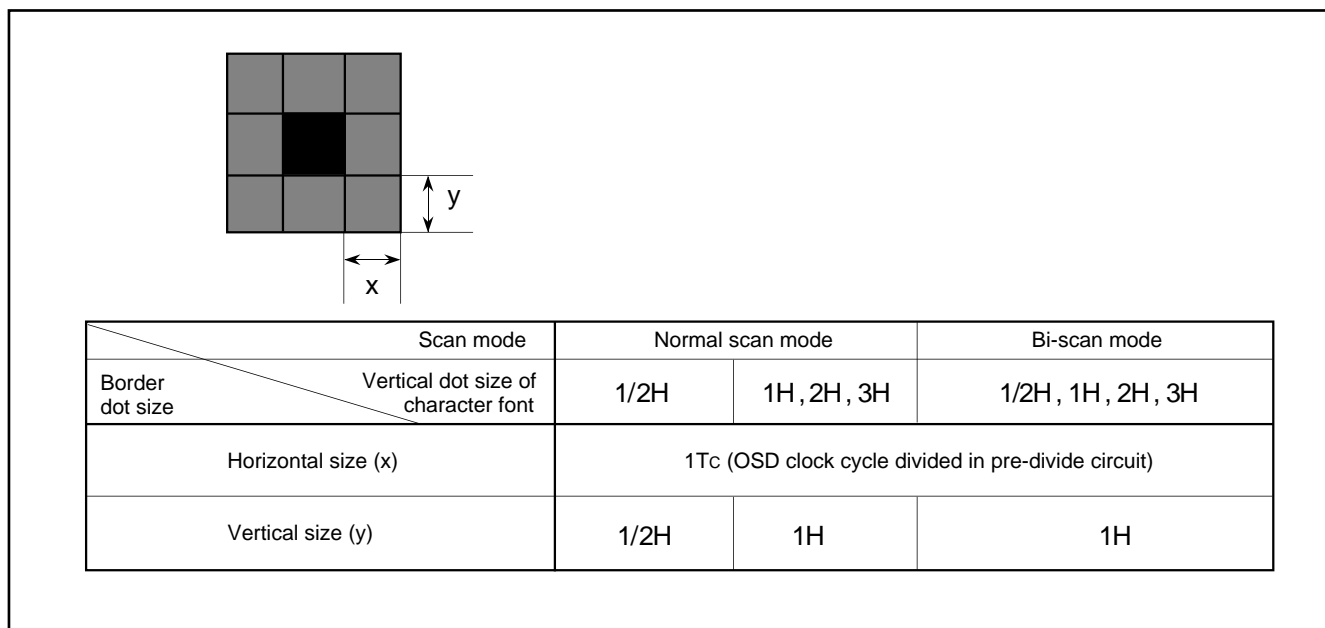 y
x
Scan mode
Normal scan mode
Bi-scan mode
Border
dot size
Vertical dot size of
character font
1/2H
1H , 2H , 3H
1/2H , 1H , 2H , 3H
Horizontal size (x)
1Tc (OSD clock cycle divided in pre-divide circuit)
Vertical size (y)
1/2H
1H
1H